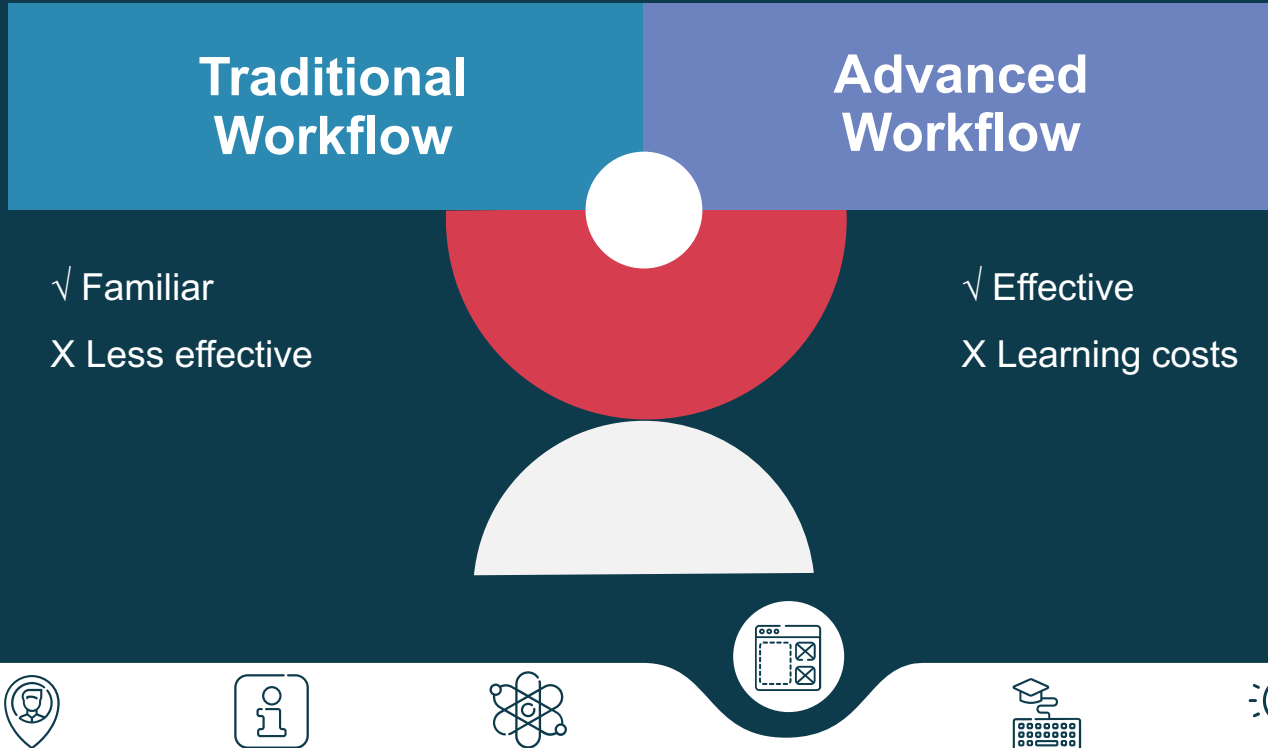 Traditional
Workflow
Advanced
Workflow
√ Familiar
X Less effective
√ Effective
X Learning costs